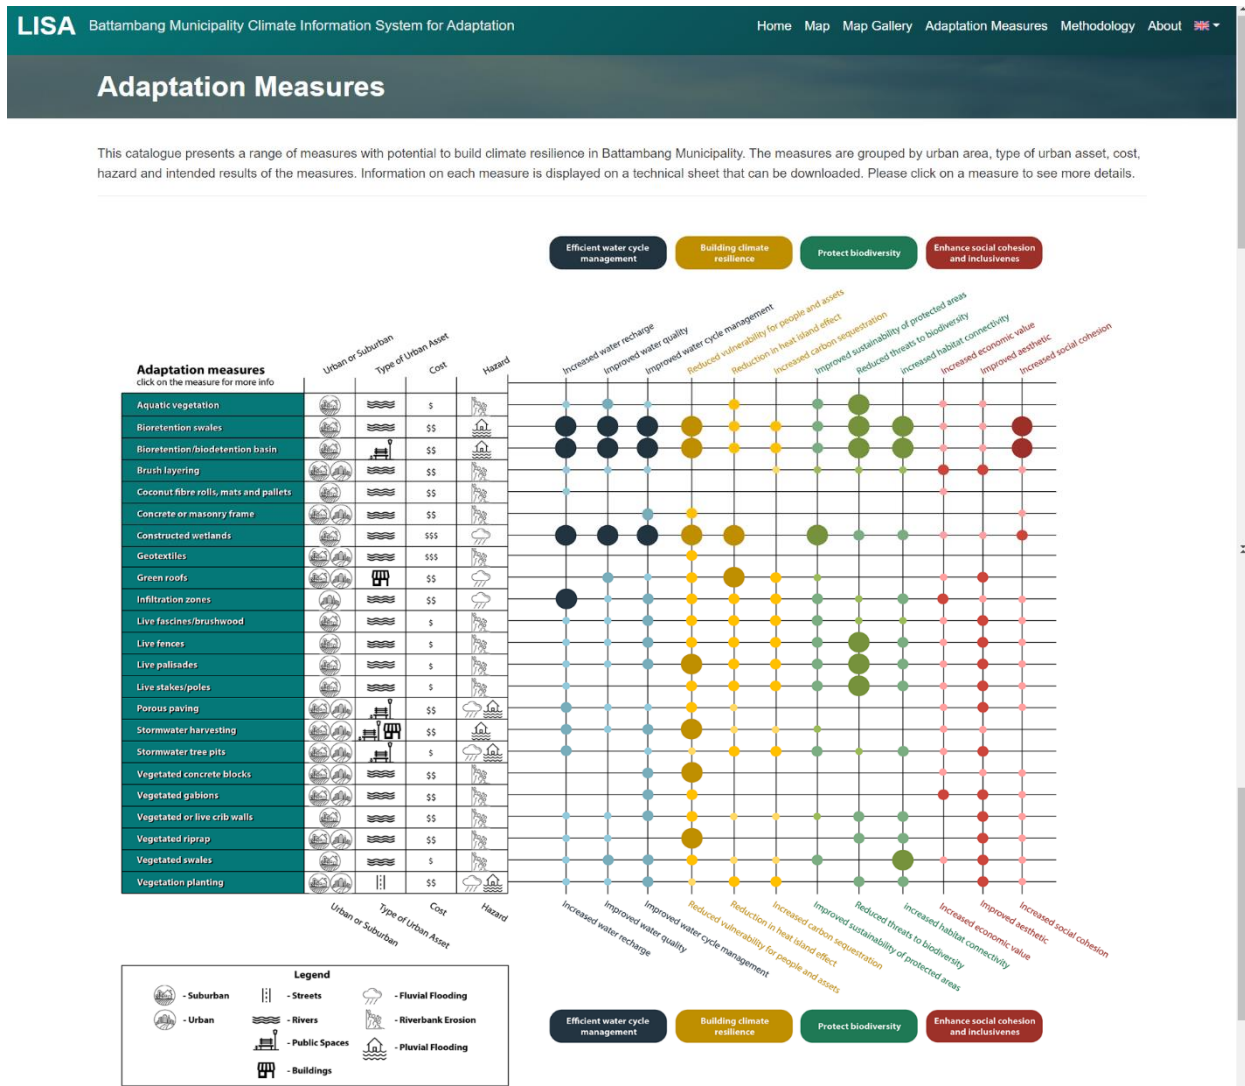 LISA Battambang Municipality Climate Information System for Adaptation
Home Map Map Gallery Adaptation Measures Methodology About
Adaptation Measures
This catalogue presents a range of measures with potential to build climate resilience in Battambang Municipality. The measures are grouped by urban area, type of urban asset, cost,
hazard and intended results of the measures. Information on each measure is displayed on a technical sheet that can be downloaded. Please click on a measure to see more details.
Efficient water cycle
management
Building climate
resilience
Protect biodiversity
Enhance social cohesion
and inclusivenes
Adaptation measures
click on the measure for more info
Urban or Suburban
Type of Urban Asset
Cost
Hazard
Increased water recharge
Improved water quality
Improved water cycle management
Reduced vulnerability for people and assets
Reduction in heat island effect
Increased carbon sequestration
Improved sustainability of protected areas
Reduced threats to biodiversity
increased habitat connectivity
Increased economic value
Improved aesthetic
Increased social cohesion
Aquatic vegetation $
Bioretention swales $$
Bioretention/biodetention basin $$
Brush layering $$
Coconut fibre rolls, mats and pallets $$
Concrete or masonry frame $$
Constructed wetlands $$$
Geotextiles $$$
Green roofs $$
Infiltration zones $$
Live fascines/brushwood $
Live fences $
Live palisades $
Live stakes/poles $
Porous paving $$
Stormwater harvesting $$
Stormwater tree pits $
Vegetated concrete blocks $$
Vegetated gabions $$
Vegetated or live crib walls $$
Vegetated riprap $$
Vegetated swales $
Vegetation planting $$
Urban or Suburban
Type of Urban Asset
Cost
Hazard
Increased water recharge
Improved water quality
Improved water cycle management
Reduced vulnerability for people and assets
Reduction in heat island effect
Increased carbon sequestration
Improved sustainability of protected areas
Reduced threats to biodiversity
increased habitat connectivity
Increased economic value
Improved aesthetic
Increased social cohesion
Legend
- Suburban - Streets - Fluvial Flooding
- Urban - Rivers - Riverbank Erosion
- Public Spaces - Pluvial Flooding
- Buildings
Efficient water cycle
management
Building climate
resilience
Protect biodiversity
Enhance social cohesion
and inclusivenes